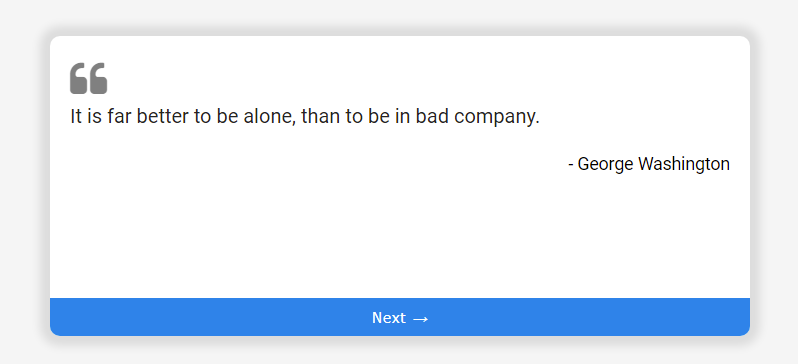 It is far better to be alone, than to be in bad company.
- George Washington
Next →